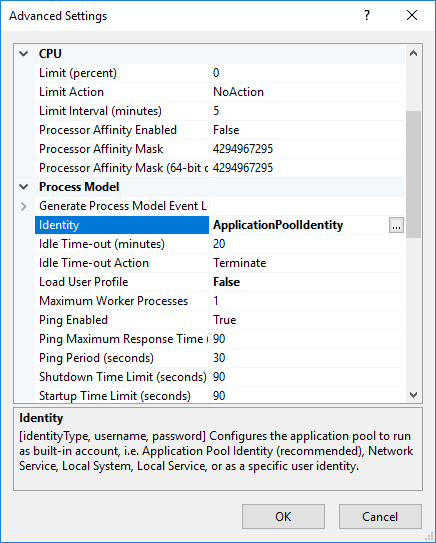 Advanced Settings
CPU
Limit (percent) 0
Limit Action NoAction
Limit Interval (minutes) 5
Processor Affinity Enabled False
Processor Affinity Mask 4294967295
Processor Affinity Mask (64-bit o 4294967295
Process Model
Generate Process Model Event L
Identity ApplicationPoolIdentity ...
Idle Time-out (minutes) 20
Idle Time-out Action Terminate
Load User Profile False
Maximum Worker Processes 1
Ping Enabled True
Ping Maximum Response Time ( 90
Ping Period (seconds) 30
Shutdown Time Limit (seconds) 90
Startup Time Limit (seconds) 90
Identity
[identityType, username, password] Configures the application pool to run
as built-in account, i.e. Application Pool Identity (recommended), Network
Service, Local System, Local Service, or as a specific user identity.
OK Cancel